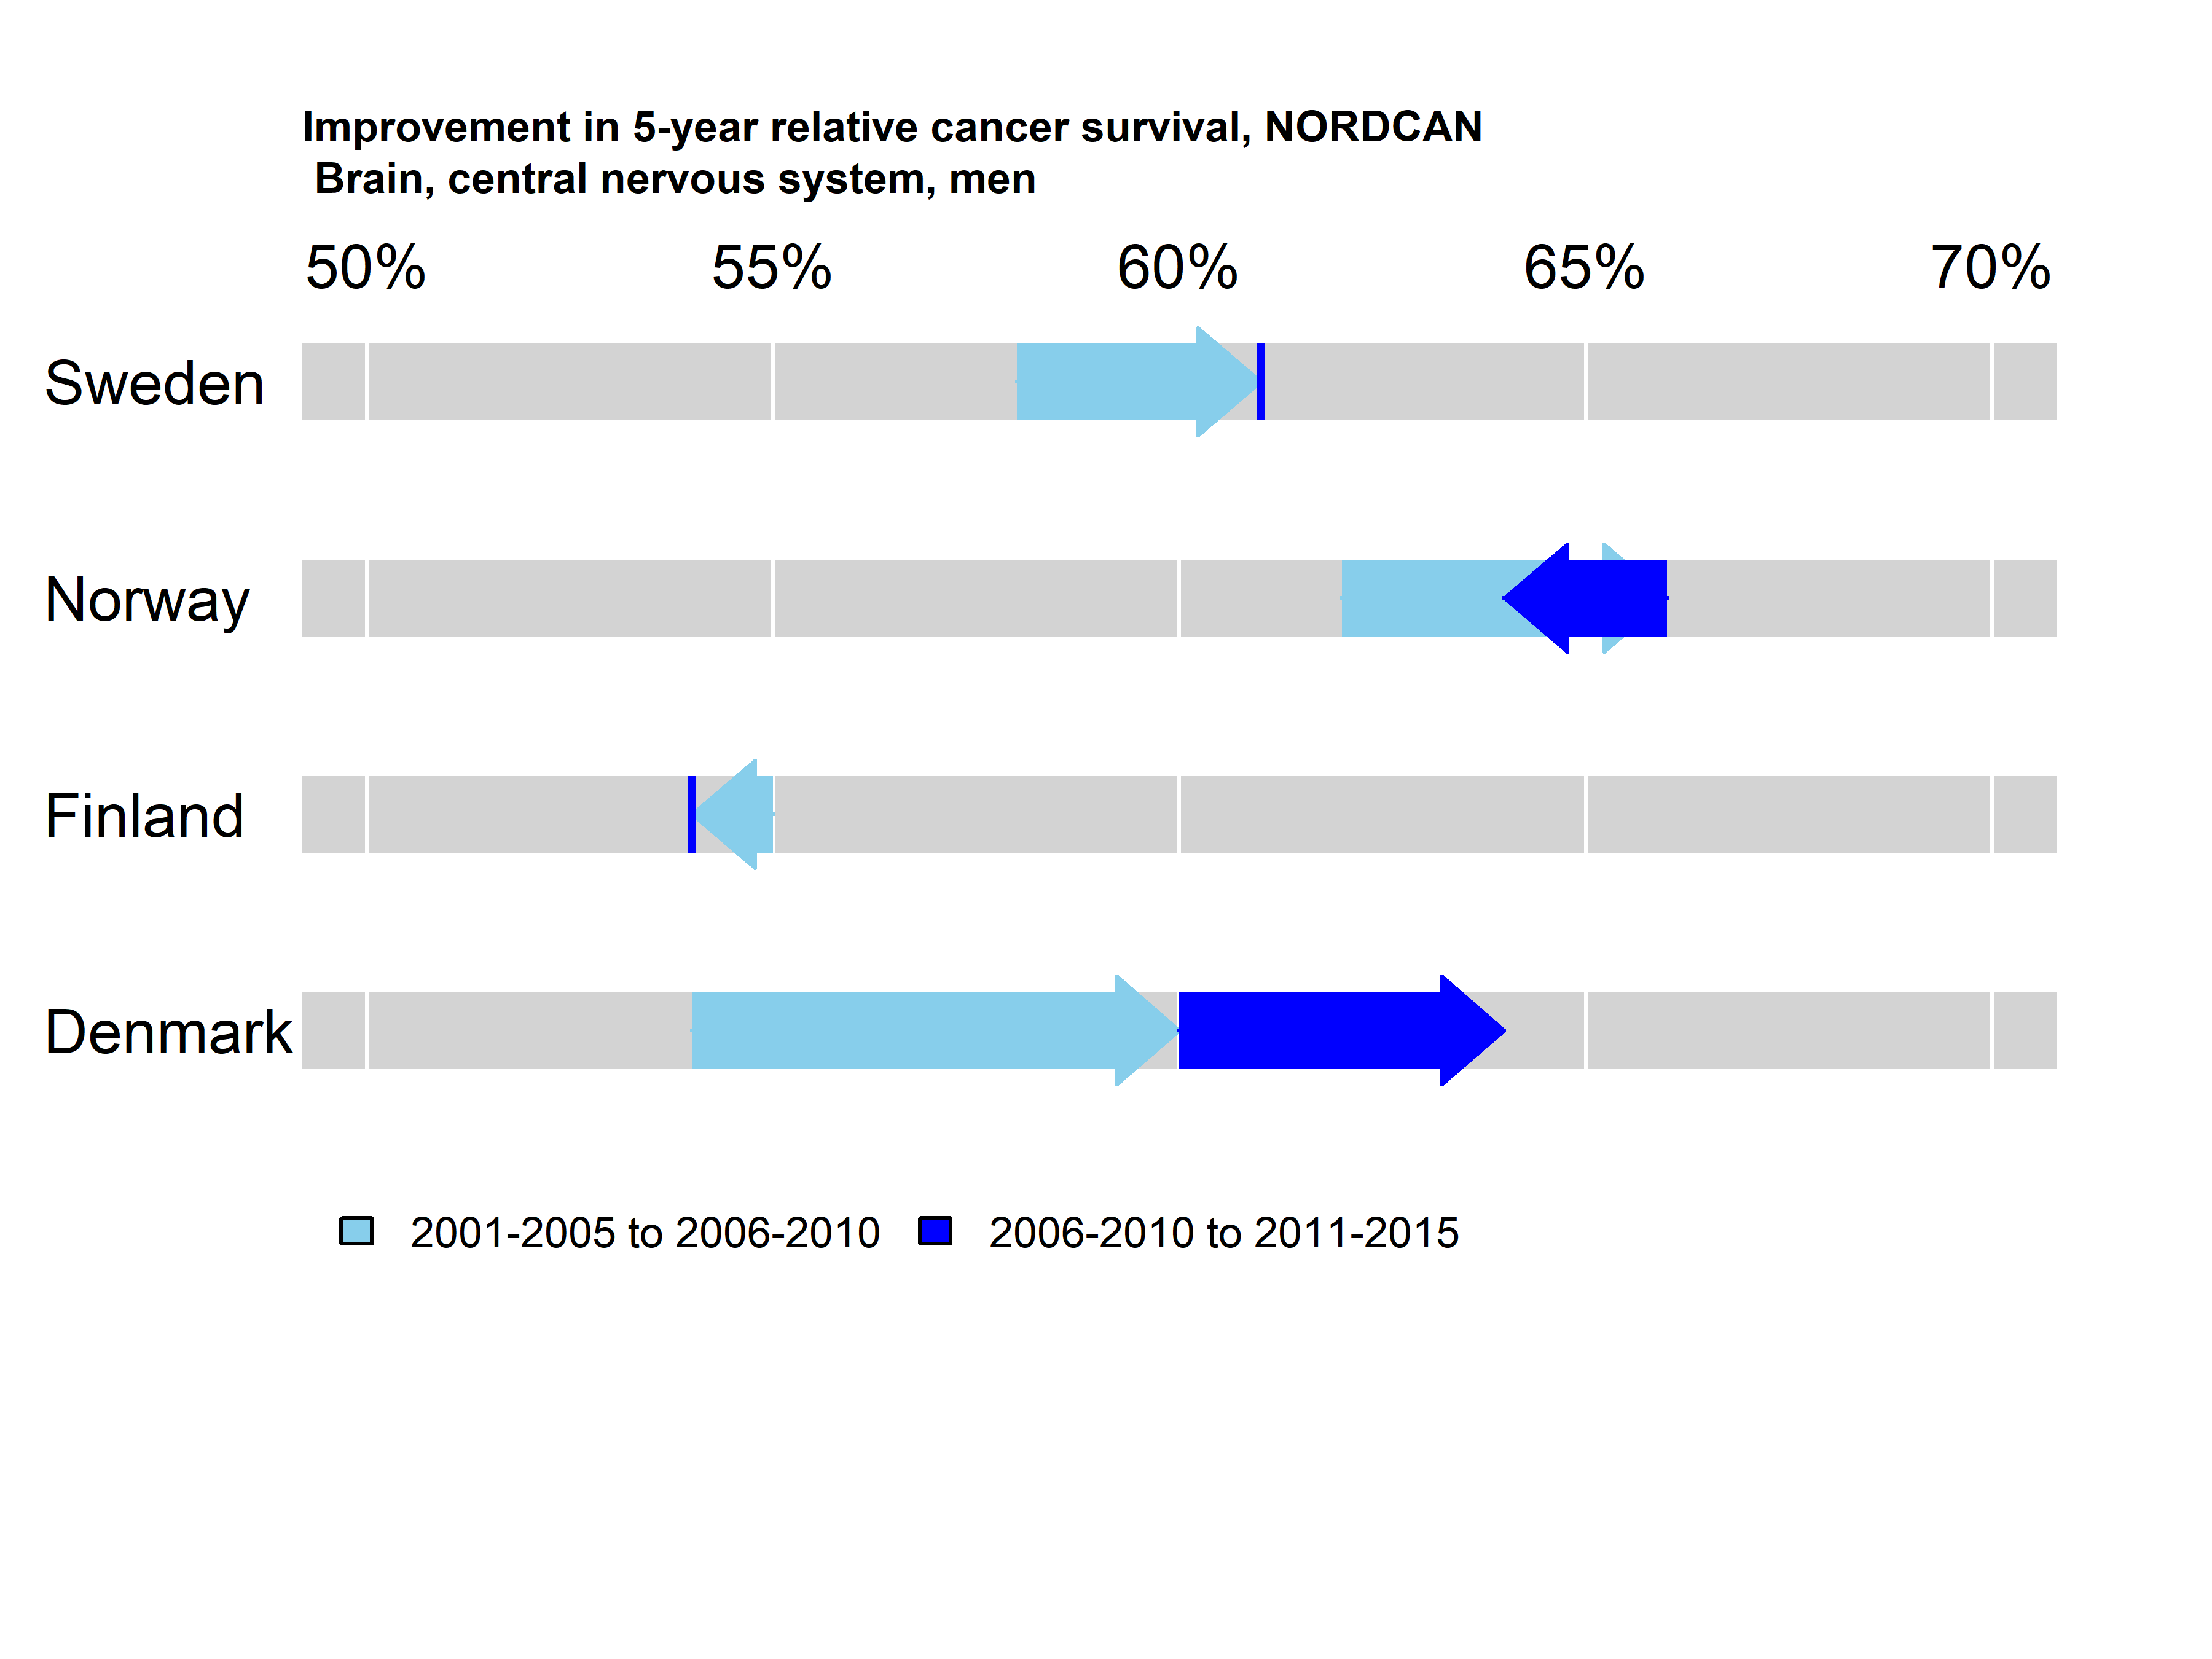 Improvement in 5-year relative cancer survival, NORDCAN
Brain, central nervous system, men
50% 55% 60% 65% 70%
Sweden
Norway
Finland
Denmark
2001-2005 to 2006-2010 2006-2010 to 2011-2015